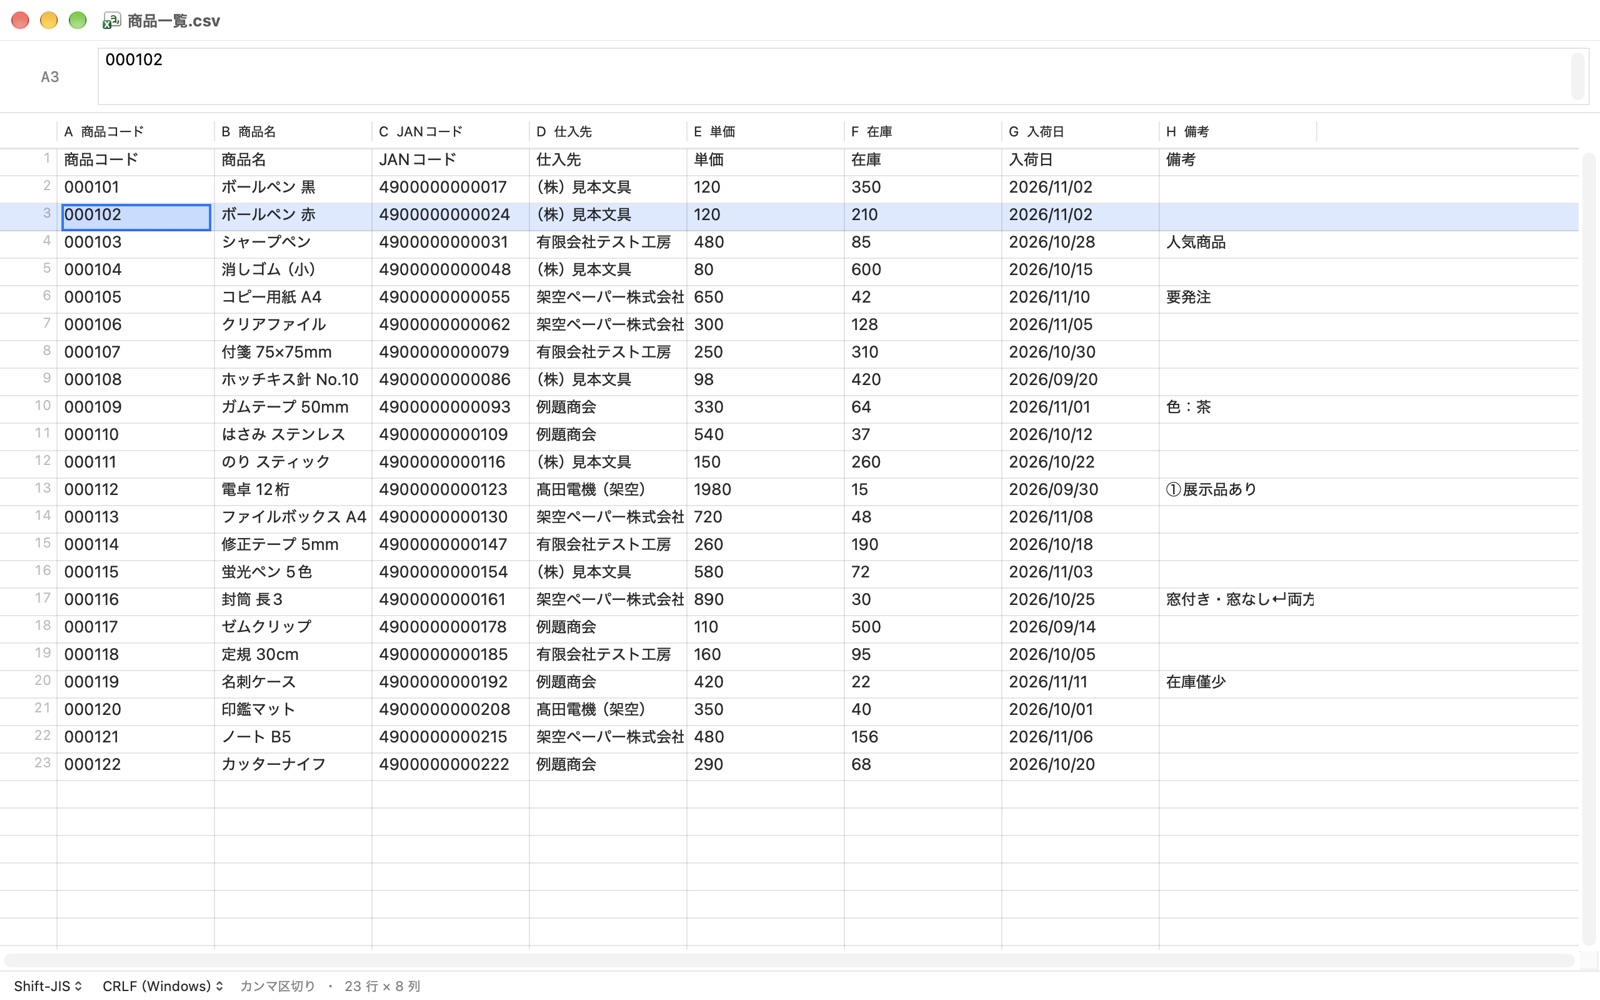 商品一覧.csv
A3
000102
A 商品コード B 商品名 C JANコード D 仕入先 E 単価 F 在庫 G 入荷日 H 備考
1 商品コード 商品名 JANコード 仕入先 単価 在庫 入荷日 備考
2 000101 ボールペン 黒 4900000000017 (株) 見本文具 120 350 2026/11/02
3 000102 ボールペン 赤 4900000000024 (株) 見本文具 120 210 2026/11/02
4 000103 シャープペン 4900000000031 有限会社テスト工房 480 85 2026/10/28 人気商品
5 000104 消しゴム（小） 4900000000048 (株) 見本文具 80 600 2026/10/15
6 000105 コピー用紙 A4 4900000000055 架空ペーパー株式会社 650 42 2026/11/10 要発注
7 000106 クリアファイル 4900000000062 架空ペーパー株式会社 300 128 2026/11/05
8 000107 付箋 75×75mm 4900000000079 有限会社テスト工房 250 310 2026/10/30
9 000108 ホッチキス針 No.10 4900000000086 (株) 見本文具 98 420 2026/09/20
10 000109 ガムテープ 50mm 4900000000093 例題商会 330 64 2026/11/01 色：茶
11 000110 はさみ ステンレス 4900000000109 例題商会 540 37 2026/10/12
12 000111 のり スティック 4900000000116 (株) 見本文具 150 260 2026/10/22
13 000112 電卓 12桁 4900000000123 髙田電機（架空） 1980 15 2026/09/30 ①展示品あり
14 000113 ファイルボックス A4 4900000000130 架空ペーパー株式会社 720 48 2026/11/08
15 000114 修正テープ 5mm 4900000000147 有限会社テスト工房 260 190 2026/10/18
16 000115 蛍光ペン 5色 4900000000154 (株) 見本文具 580 72 2026/11/03
17 000116 封筒 長3 4900000000161 架空ペーパー株式会社 890 30 2026/10/25 窓付き・窓なし↵両方
18 000117 ゼムクリップ 4900000000178 例題商会 110 500 2026/09/14
19 000118 定規 30cm 4900000000185 有限会社テスト工房 160 95 2026/10/05
20 000119 名刺ケース 4900000000192 例題商会 420 22 2026/11/11 在庫僅少
21 000120 印鑑マット 4900000000208 髙田電機（架空） 350 40 2026/10/01
22 000121 ノート B5 4900000000215 架空ペーパー株式会社 480 156 2026/11/06
23 000122 カッターナイフ 4900000000222 例題商会 290 68 2026/10/20
Shift-JIS CRLF (Windows) カンマ区切り ・ 23 行 × 8 列